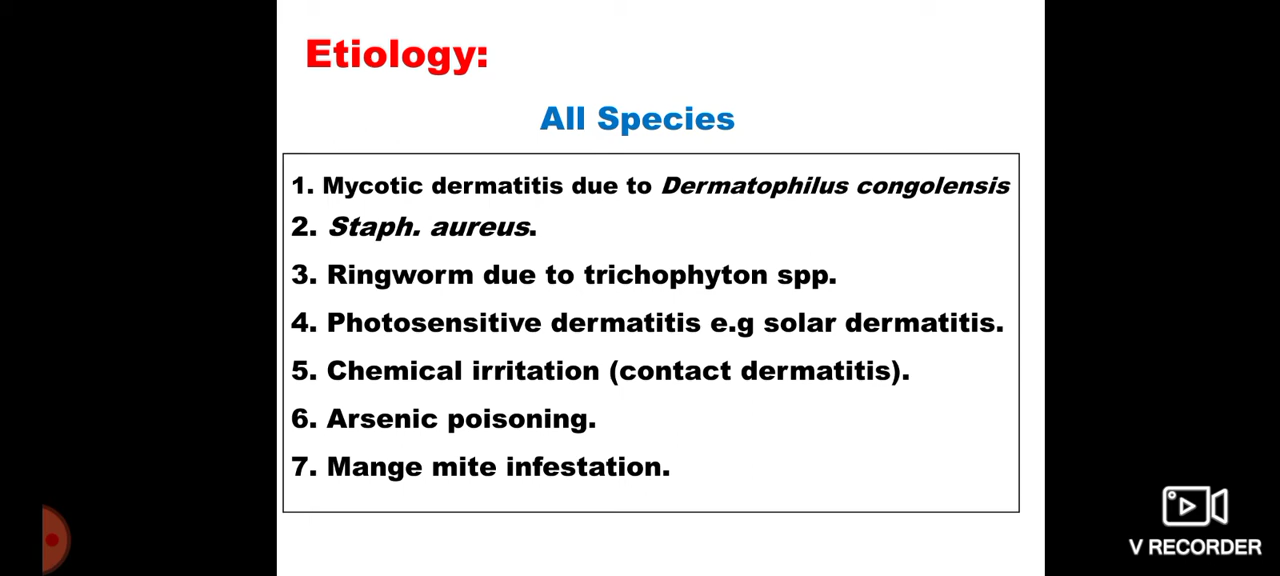 Etiology:
All Species
1. Mycotic dermatitis due to Dermatophilus congolensis
2. Staph. aureus.
3. Ringworm due to trichophyton spp.
4. Photosensitive dermatitis e.g solar dermatitis.
5. Chemical irritation (contact dermatitis).
6. Arsenic poisoning.
7. Mange mite infestation.
V RECORDER